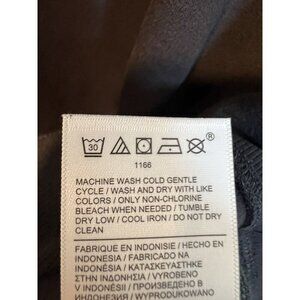 30
®
1166
MACHINE WASH COLD GENTLE
CYCLE / WASH AND DRY WITH LIKE
COLORS / ONLY NON-CHLORINE
BLEACH WHEN NEEDED / TUMBLE
DRY LOW / COOL IRON / DO NOT DRY
CLEAN
FABRIQUE EN INDONISIE / HECHO EN
INDONESIA / FABRICADO NA
INDONÉSIA / ΚΑΤΑΣΚΕΥΑΣΤΗΚΕ
ΣΤΗΝ ΙΝΔΟΝΗΣΙΑ / VYROBENO
V INDONÉSII / ПРОИЗВЕДЕНО В
ИНДОНЕЗИЯ / WYPRODUKOWANO